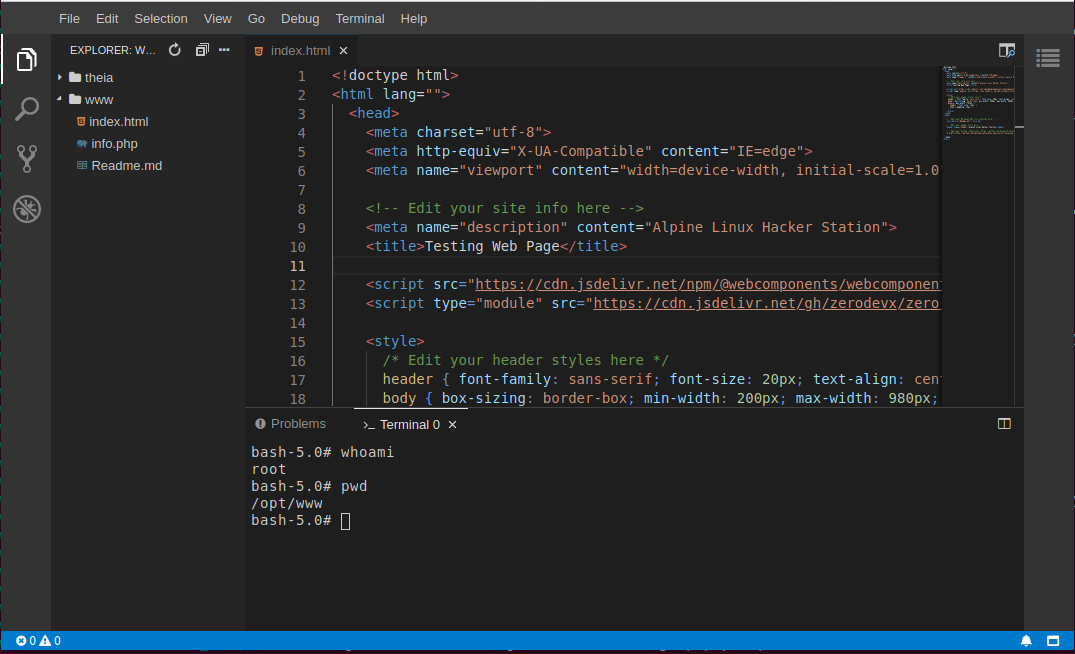 File Edit Selection View Go Debug Terminal Help
EXPLORER: W...
theia
www
index.html
info.php
Readme.md
index.html
1 <!doctype html>
2 <html lang="">
3 <head>
4 <meta charset="utf-8">
5 <meta http-equiv="X-UA-Compatible" content="IE=edge">
6 <meta name="viewport" content="width=device-width, initial-scale=1.0
7
8 <!-- Edit your site info here -->
9 <meta name="description" content="Alpine Linux Hacker Station">
10 <title>Testing Web Page</title>
11
12 <script src="https://cdn.jsdelivr.net/npm/@webcomponents/webcomponent
13 <script type="module" src="https://cdn.jsdelivr.net/gh/zerodevx/zero
14
15 <style>
16 /* Edit your header styles here */
17 header { font-family: sans-serif; font-size: 20px; text-align: cen
18 body { box-sizing: border-box; min-width: 200px; max-width: 980px;
Problems >_ Terminal 0
bash-5.0# whoami
root
bash-5.0# pwd
/opt/www
bash-5.0#
0 0